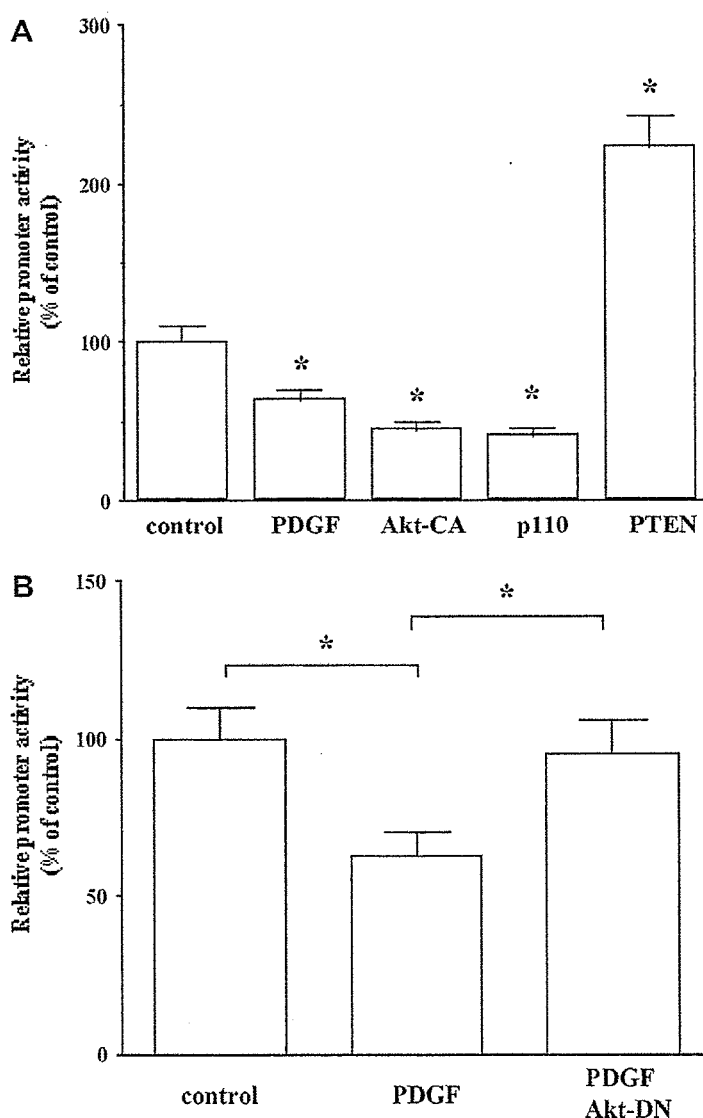 A
300
200
100
0
Relative promoter activity
(% of control)
*
*
*
*
control PDGF Akt-CA p110 PTEN
B
150
100
50
0
Relative promoter activity
(% of control)
*
*
control PDGF PDGF
Akt-DN